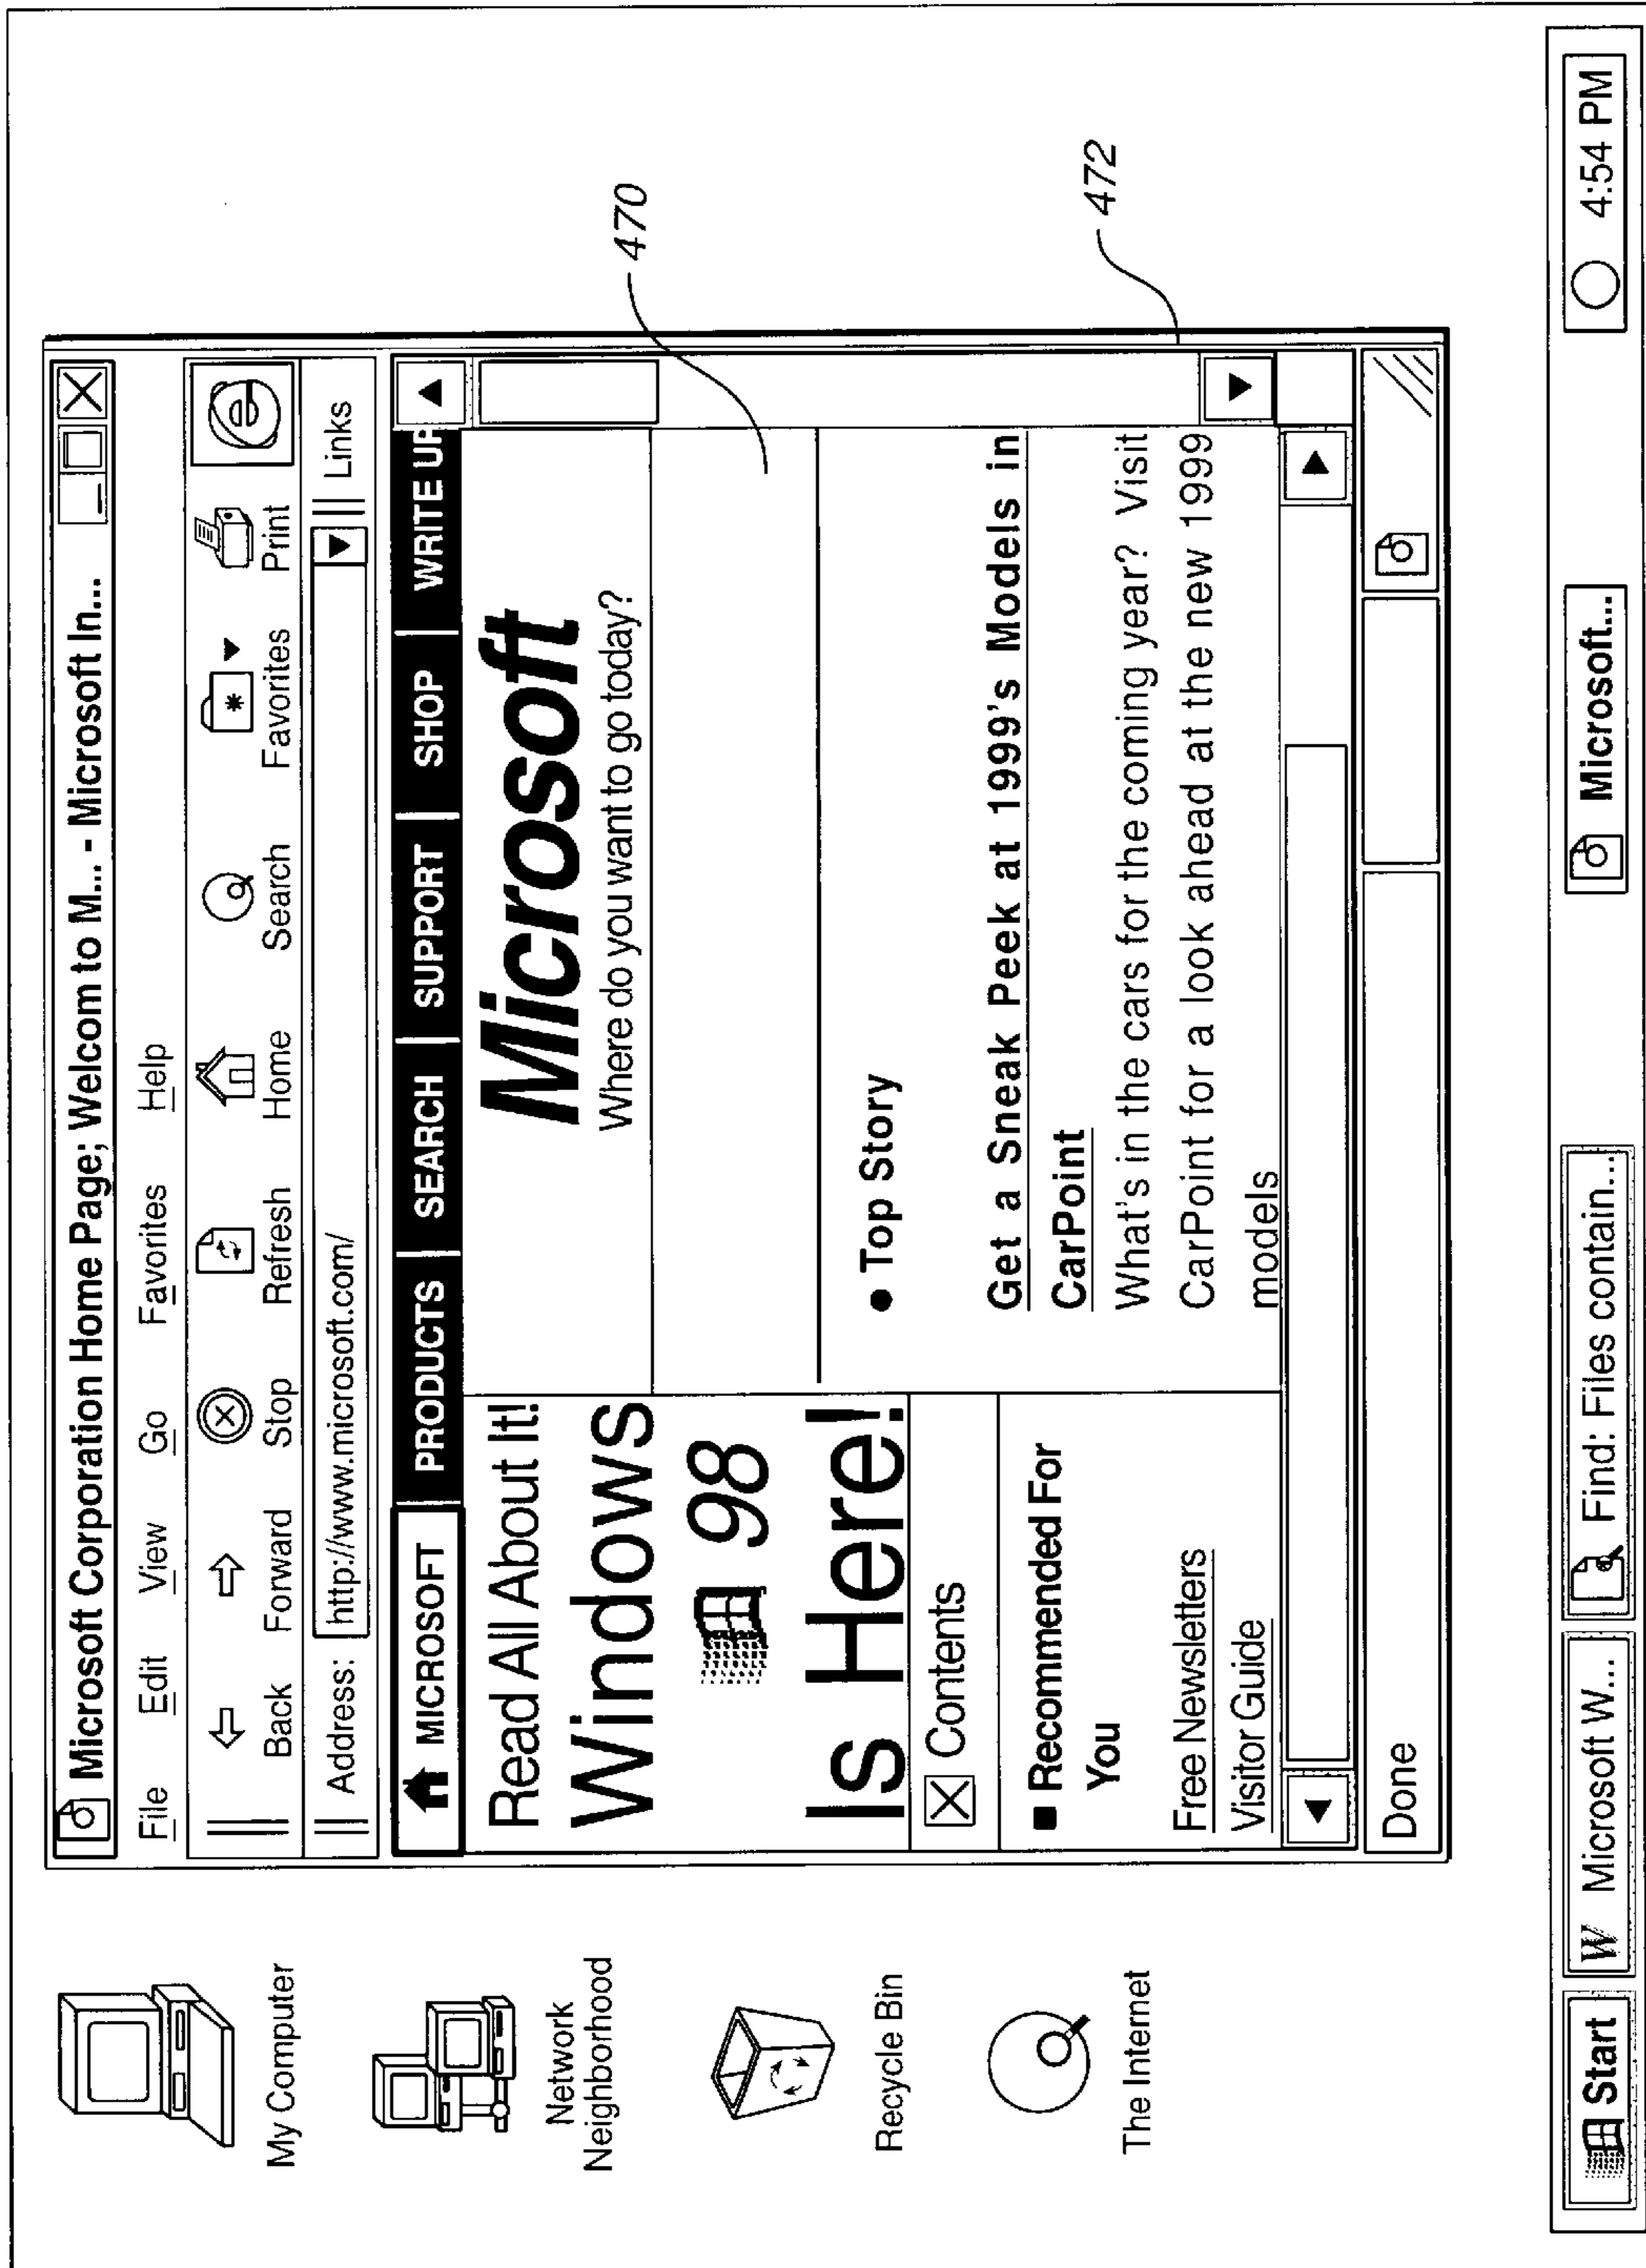 My Computer
Network
Neighborhood
Recycle Bin
The Internet
Microsoft Corporation Home Page; Welcom to M... - Microsoft In...
File Edit View Go Favorites Help
Back Forward Stop Refresh Home Search Favorites Print
Address: http://www.microsoft.com/ Links
MICROSOFT PRODUCTS SEARCH SUPPORT SHOP WRITE UP
Read All About It!
Windows
98
Is Here!
Contents
Recommended For
You
Free Newsletters
Visitor Guide
Microsoft
Where do you want to go today?
• Top Story
Get a Sneak Peek at 1999's Models in
CarPoint
What's in the cars for the coming year? Visit
CarPoint for a look ahead at the new 1999
models
Done
470
472
Start W Microsoft W... Find: Files contain... Microsoft... 4:54 PM